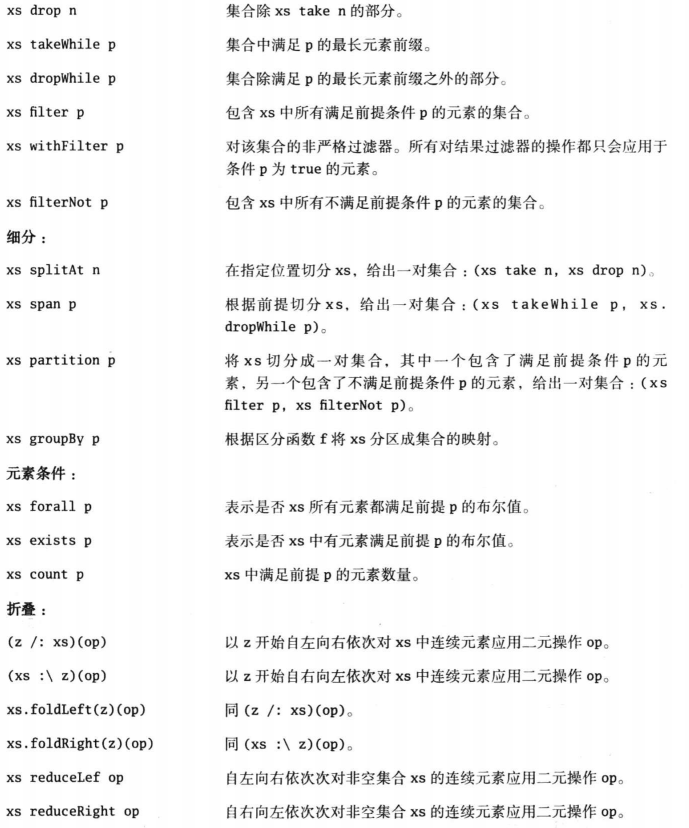 xs drop n 集合除 xs take n 的部分。
xs takeWhile p 集合中满足 p 的最长元素前缀。
xs dropWhile p 集合除满足 p 的最长元素前缀之外的部分。
xs filter p 包含 xs 中所有满足前提条件 p 的元素的集合。
xs withFilter p 对该集合的非严格过滤器。所有对结果过滤器的操作都只会应用于
条件 p 为 true 的元素。
xs filterNot p 包含 xs 中所有不满足前提条件 p 的元素的集合。
细分：
xs splitAt n 在指定位置切分 xs，给出一对集合：(xs take n, xs drop n)。
xs span p 根据前提切分 xs，给出一对集合：(xs takeWhile p, xs.
dropWhile p)。
xs partition p 将 xs 切分成一对集合，其中一个包含了满足前提条件 p 的元
素，另一个包含了不满足前提条件 p 的元素，给出一对集合：(xs
filter p, xs filterNot p)。
xs groupBy p 根据区分函数 f 将 xs 分区成集合的映射。
元素条件：
xs forall p 表示是否 xs 所有元素都满足前提 p 的布尔值。
xs exists p 表示是否 xs 中有元素满足前提 p 的布尔值。
xs count p xs 中满足前提 p 的元素数量。
折叠：
(z /: xs)(op) 以 z 开始自左向右依次对 xs 中连续元素应用二元操作 op。
(xs :\ z)(op) 以 z 开始自右向左依次对 xs 中连续元素应用二元操作 op。
xs.foldLeft(z)(op) 同 (z /: xs)(op)。
xs.foldRight(z)(op) 同 (xs :\ z)(op)。
xs reduceLef op 自左向右依次次对非空集合 xs 的连续元素应用二元操作 op。
xs reduceRight op 自右向左依次次对非空集合 xs 的连续元素应用二元操作 op。